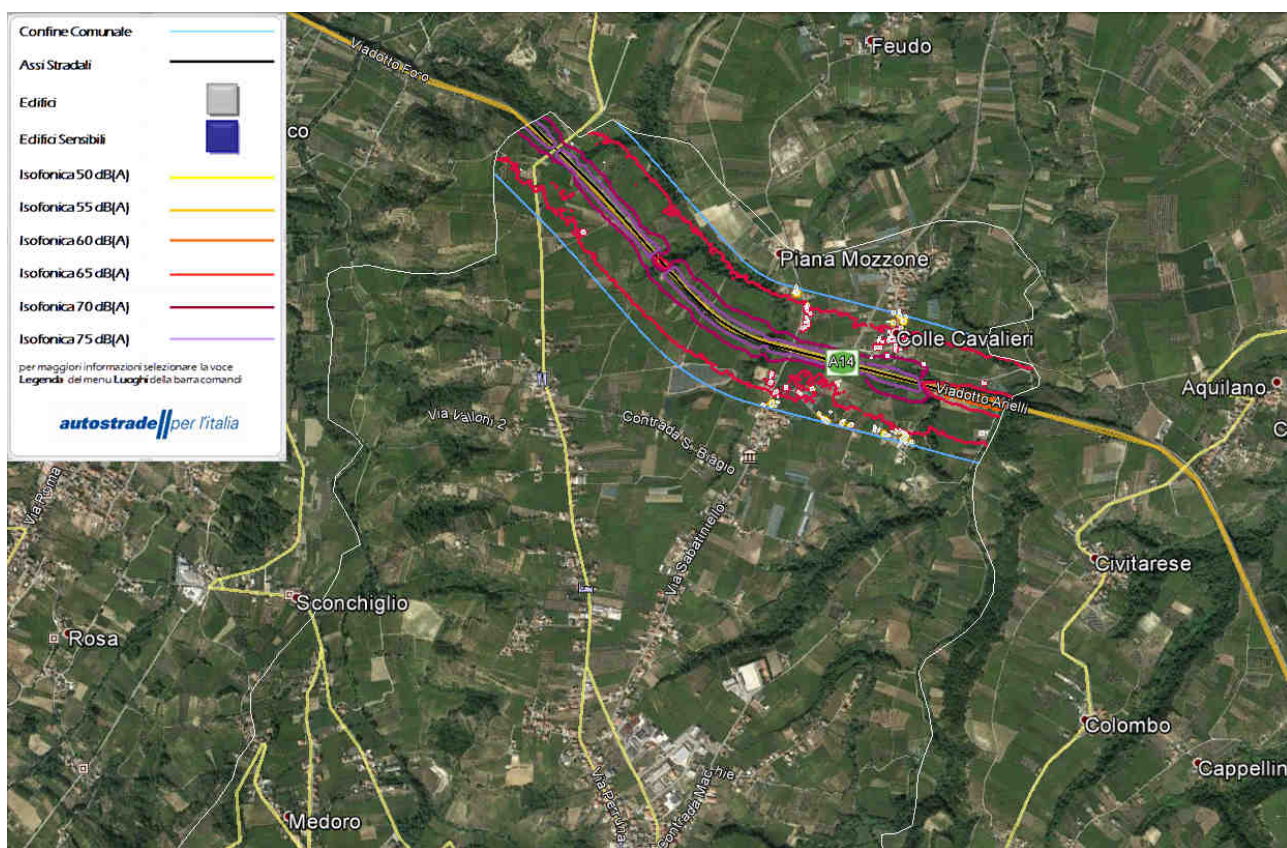 Confine Comunale
Assi Stradali
Edifici
Edifici Sensibili
Isofonica 50 dB(A)
Isofonica 55 dB(A)
Isofonica 60 dB(A)
Isofonica 65 dB(A)
Isofonica 70 dB(A)
Isofonica 75 dB(A)
per maggiori informazioni selezionare la voce
Legenda del menu Luoghi della barra comandi
autostrade per l'italia
Viadotto Foro
Feudo
co
Piana Mozzone
Colle Cavalieri
A14
Viadotto Anelli
Aquilano
C
Via Valloni 2
Contrada S. Biagio
Via Roma
Via Sabatiniello
Civitarese
Sconchiglio
Rosa
Colombo
Cappellin
Medoro
Contrada Macchie